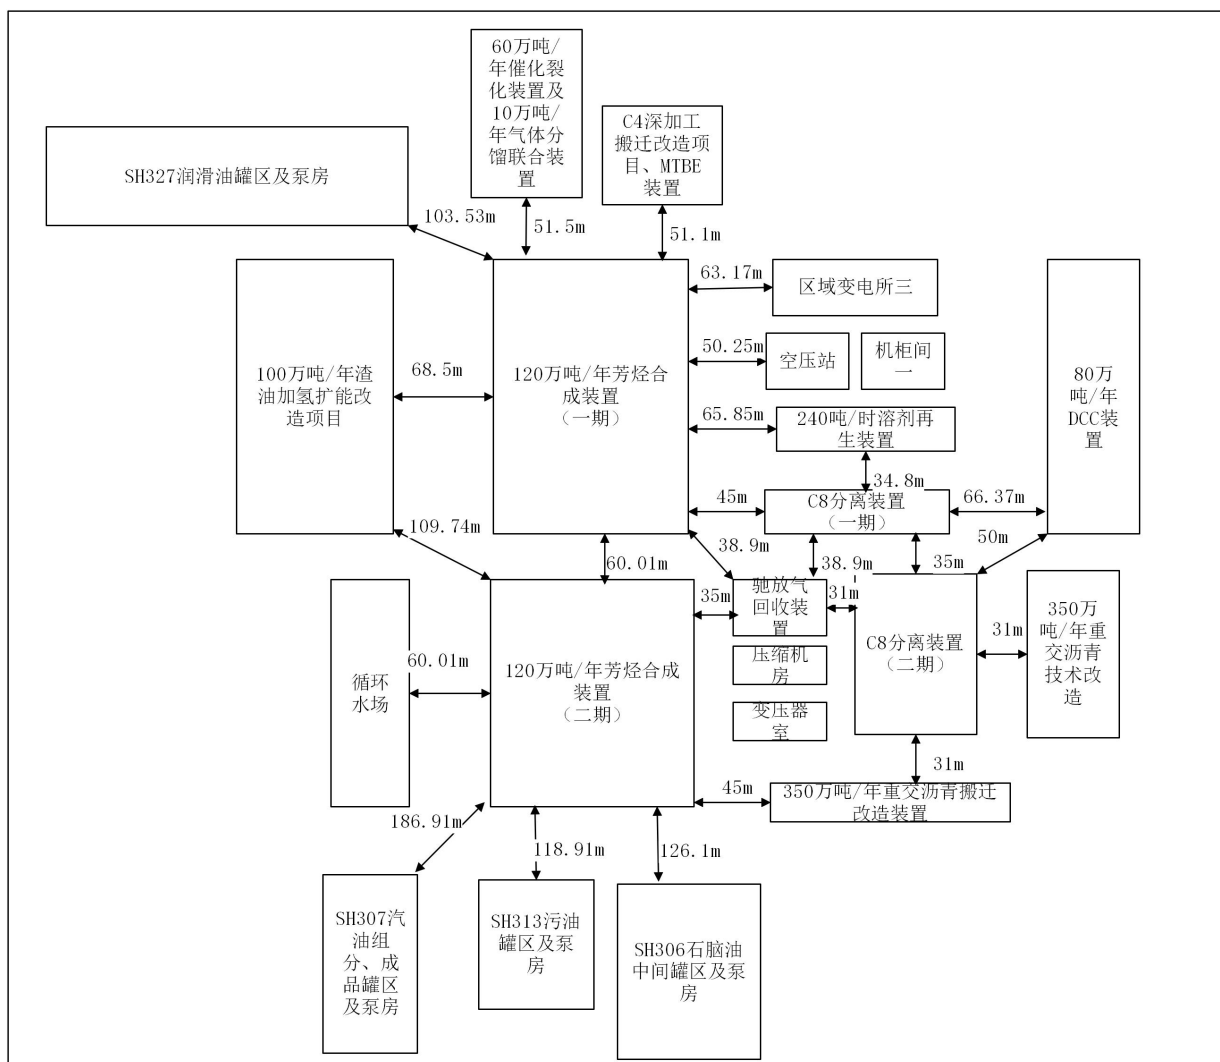 60万吨/
年催化裂
化装置及
10万吨/
年气体分
馏联合装
置
C4深加工
搬迁改造项
目、MTBE
装置
SH327润滑油罐区及泵房
103.53m
51.5m
51.1m
63.17m
区域变电所三
50.25m
空压站
机柜间
一
100万吨/年渣
油加氢扩能改
造项目
68.5m
120万吨/年芳烃合
成装置
（一期）
80万
吨/年
DCC装
置
65.85m
240吨/时溶剂再
生装置
34.8m
45m
C8分离装置
（一期）
66.37m
109.74m
60.01m
38.9m
38.9m
35m
50m
35m
驰放气
回收装
置
31m
C8分离装置
（二期）
31m
350万
吨/年重
交沥青
技术改
造
循环
水场
60.01m
120万吨/年芳烃合成
装置
（二期）
压缩机
房
变压器
室
31m
45m
350万吨/年重交沥青搬迁
改造装置
186.91m
118.91m
126.1m
SH307汽
油组
分、成
品罐区
及泵房
SH313污油
罐区及泵
房
SH306石脑油
中间罐区及泵
房